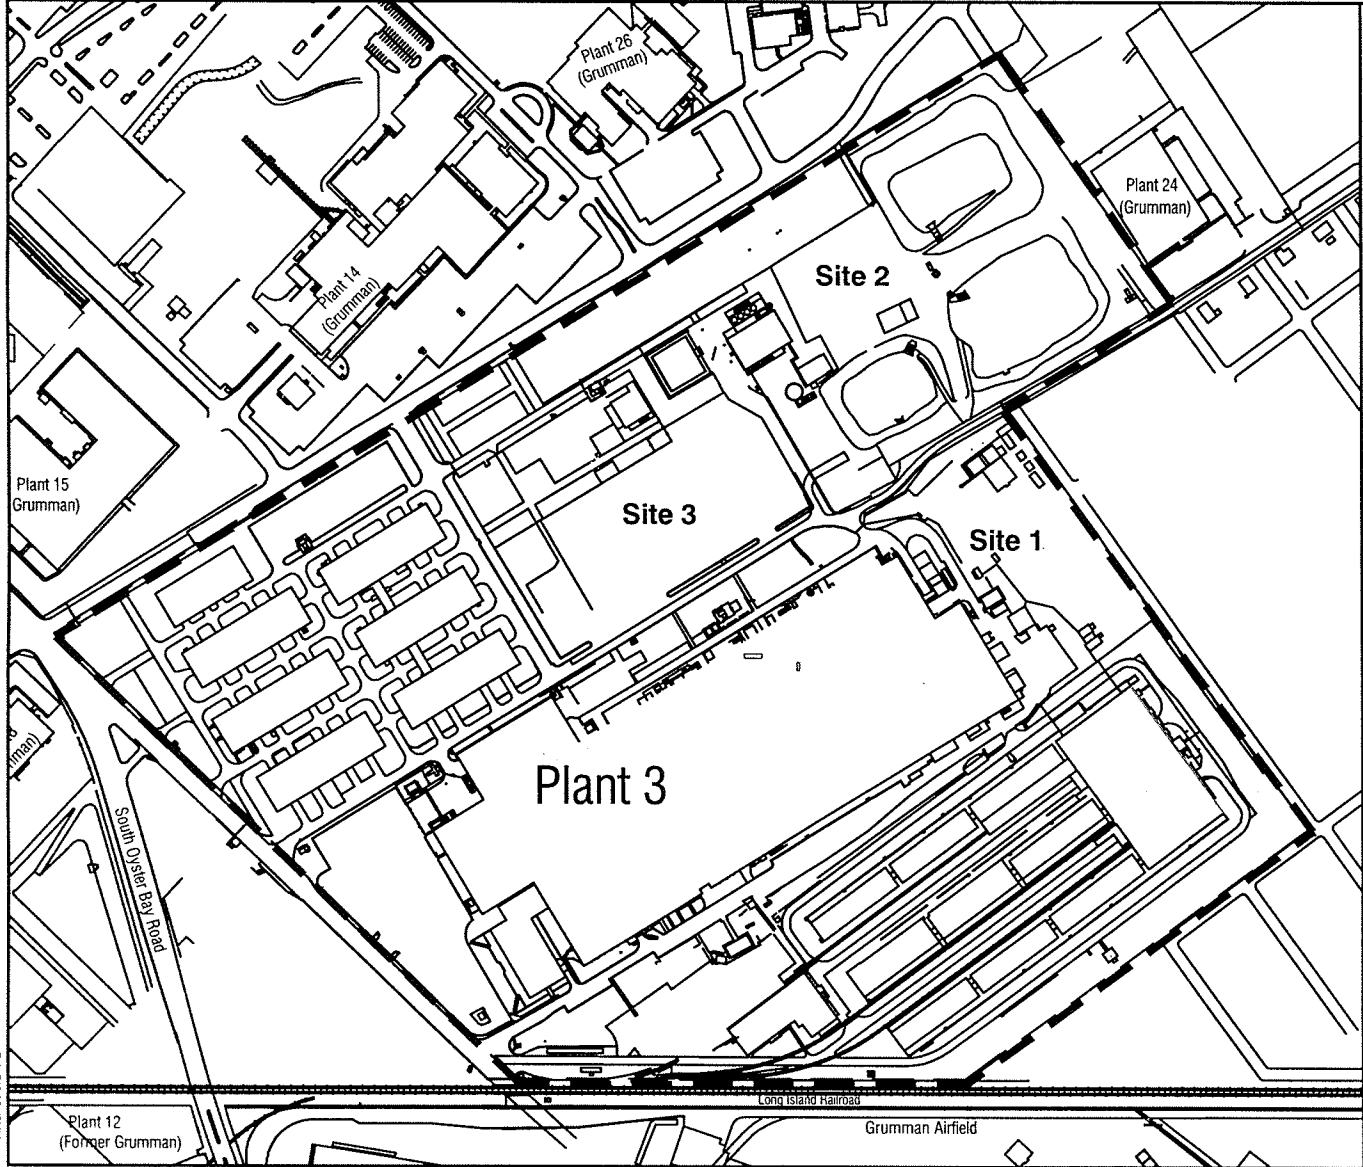 Plant 26
(Grumman)
Plant 24
(Grumman)
Site 2
Plant 14
(Grumman)
Plant 15
Grumman)
Site 3
Site 1
Plant 3
South Oyster Bay Road
Long Island Railroad
Plant 12
(Former Grumman)
Grumman Airfield